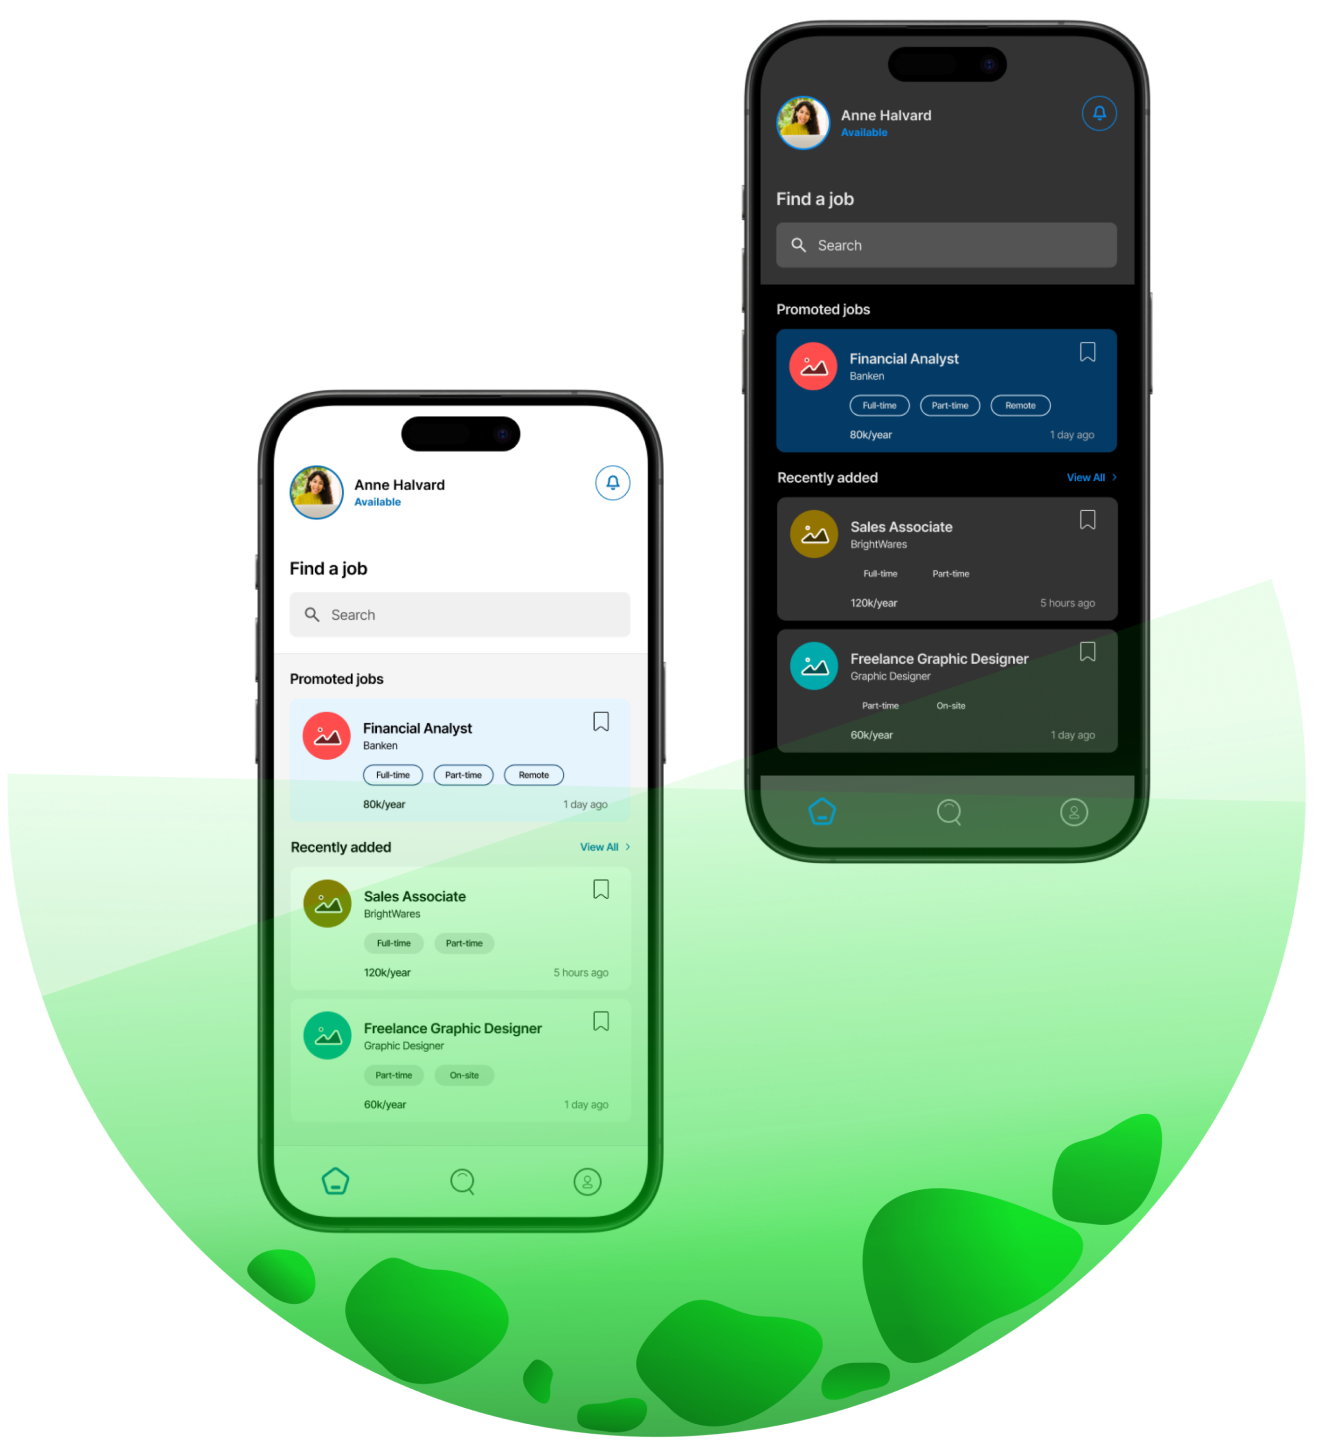 Anne Halvard
Available
Find a job
Search
Promoted jobs
Financial Analyst
Banken
Full-time Part-time Remote
80k/year 1 day ago
Recently added View All
Sales Associate
BrightWares
Full-time Part-time
120k/year 5 hours ago
Freelance Graphic Designer
Graphic Designer
Part-time On-site
60k/year 1 day ago
Anne Halvard
Available
Find a job
Search
Promoted jobs
Financial Analyst
Banken
Full-time Part-time Remote
80k/year 1 day ago
Recently added View All
Sales Associate
BrightWares
Full-time Part-time
120k/year 5 hours ago
Freelance Graphic Designer
Graphic Designer
Part-time On-site
60k/year 1 day ago